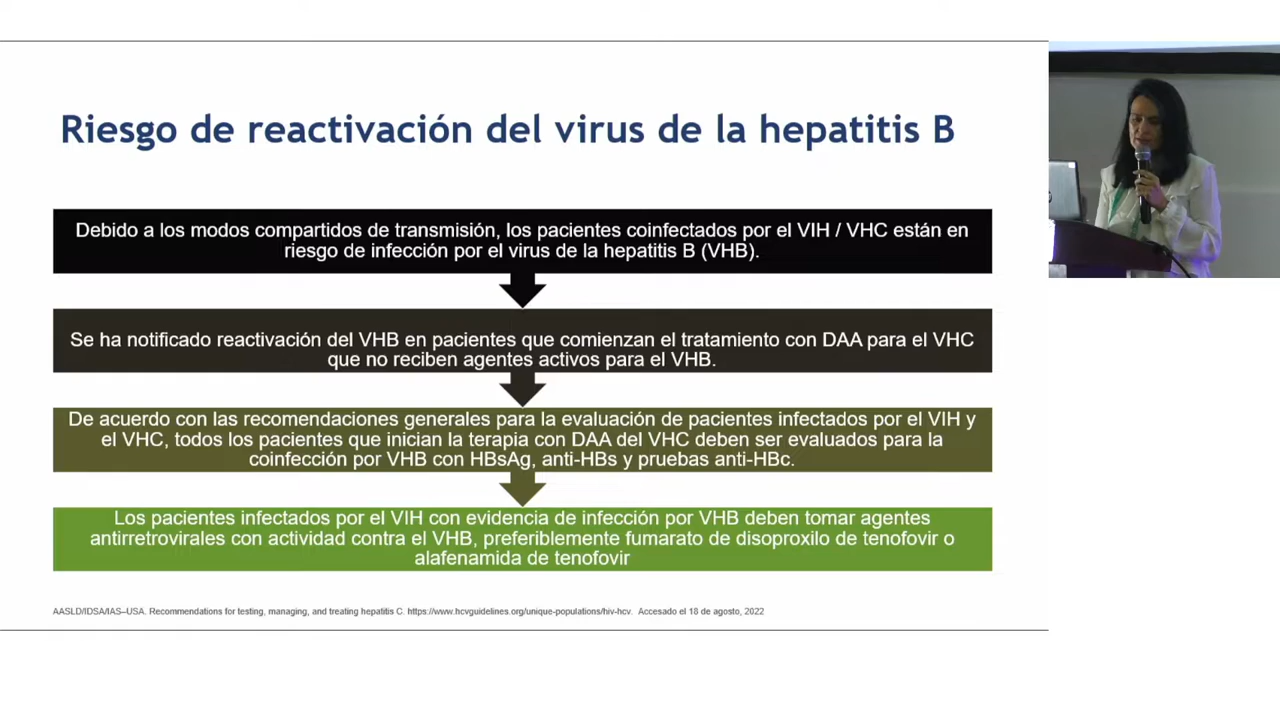 Riesgo de reactivación del virus de la hepatitis B
Debido a los modos compartidos de transmisión, los pacientes coinfectados por el VIH / VHC están en
riesgo de infección por el virus de la hepatitis B (VHB).
Se ha notificado reactivación del VHB en pacientes que comienzan el tratamiento con DAA para el VHC
que no reciben agentes activos para el VHB.
De acuerdo con las recomendaciones generales para la evaluación de pacientes infectados por el VIH y
el VHC, todos los pacientes que inician la terapia con DAA del VHC deben ser evaluados para la
coinfección por VHB con HBsAg, anti-HBs y pruebas anti-HBc.
Los pacientes infectados por el VIH con evidencia de infección por VHB deben tomar agentes
antirretrovirales con actividad contra el VHB, preferiblemente fumarato de disoproxilo de tenofovir o
alafenamida de tenofovir
AASLD/IDSA/IAS–USA. Recommendations for testing, managing, and treating hepatitis C. https://www.hcvguidelines.org/unique-populations/hiv-hcv. Accesado el 18 de agosto, 2022